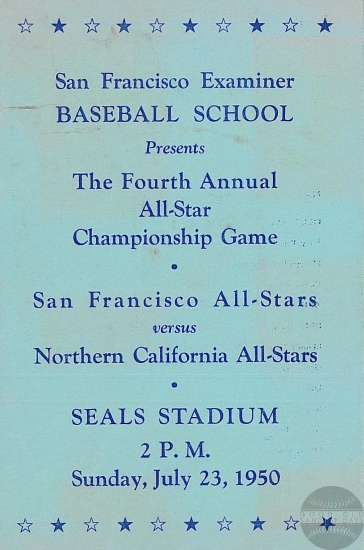 San Francisco Examiner
BASEBALL SCHOOL
Presents
The Fourth Annual
All-Star
Championship Game
San Francisco All-Stars
versus
Northern California All-Stars
SEALS STADIUM
2 P. M.
Sunday, July 23, 1950